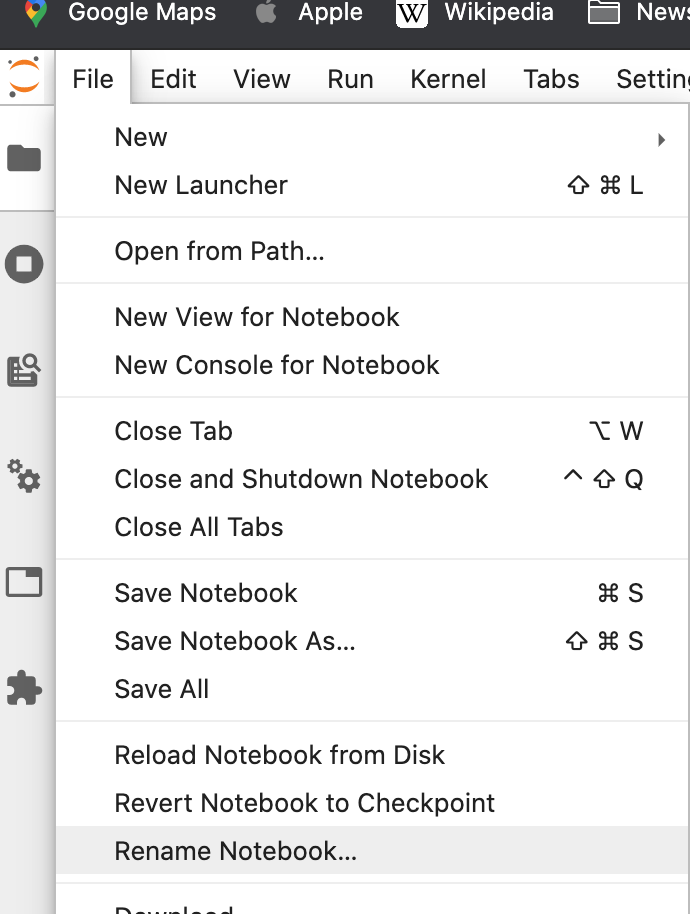 Google Maps Apple W Wikipedia News
File Edit View Run Kernel Tabs Setting
New
New Launcher ⇧ ⌘ L
Open from Path...
New View for Notebook
New Console for Notebook
Close Tab ⌥ W
Close and Shutdown Notebook ^ ⇧ Q
Close All Tabs
Save Notebook ⌘ S
Save Notebook As... ⇧ ⌘ S
Save All
Reload Notebook from Disk
Revert Notebook to Checkpoint
Rename Notebook...
Download